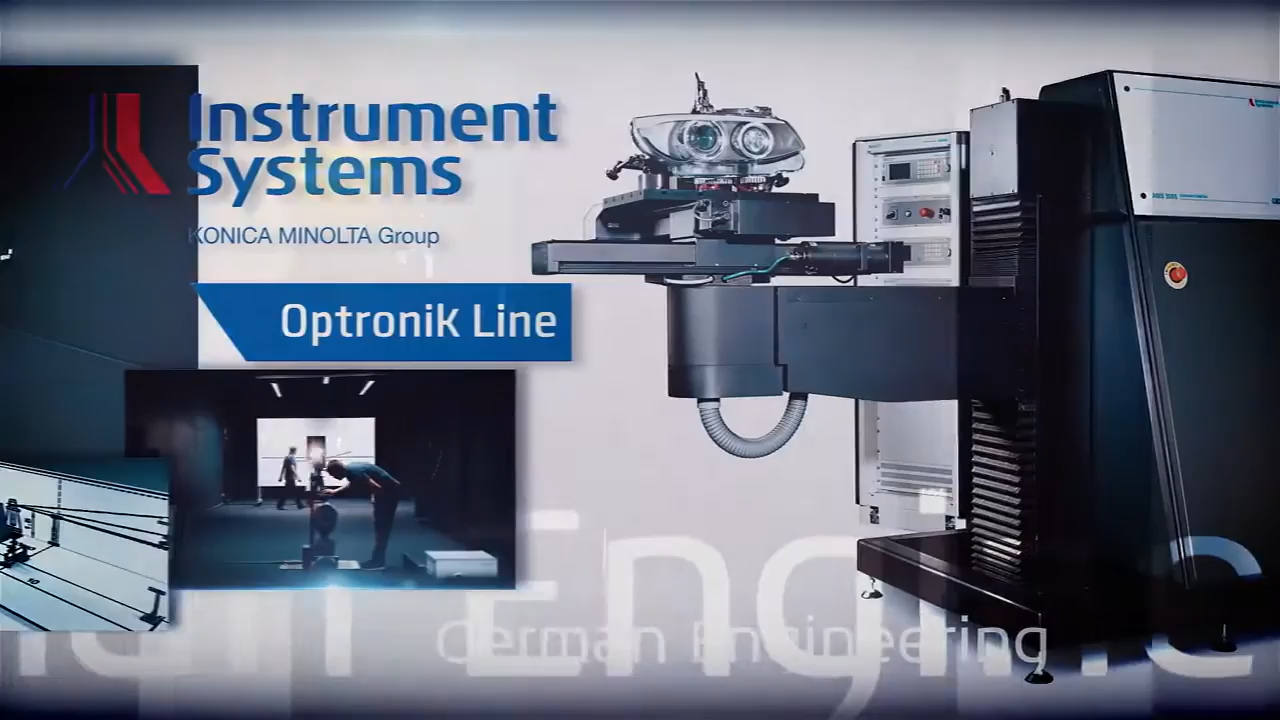 Instrument
Systems
KONICA MINOLTA Group
Optronik Line
German Engineering